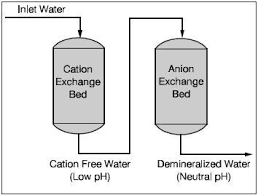 Inlet Water
Cation
Exchange
Bed
Anion
Exchange
Bed
Cation Free Water
(Low pH)
Demineralized Water
(Neutral pH)